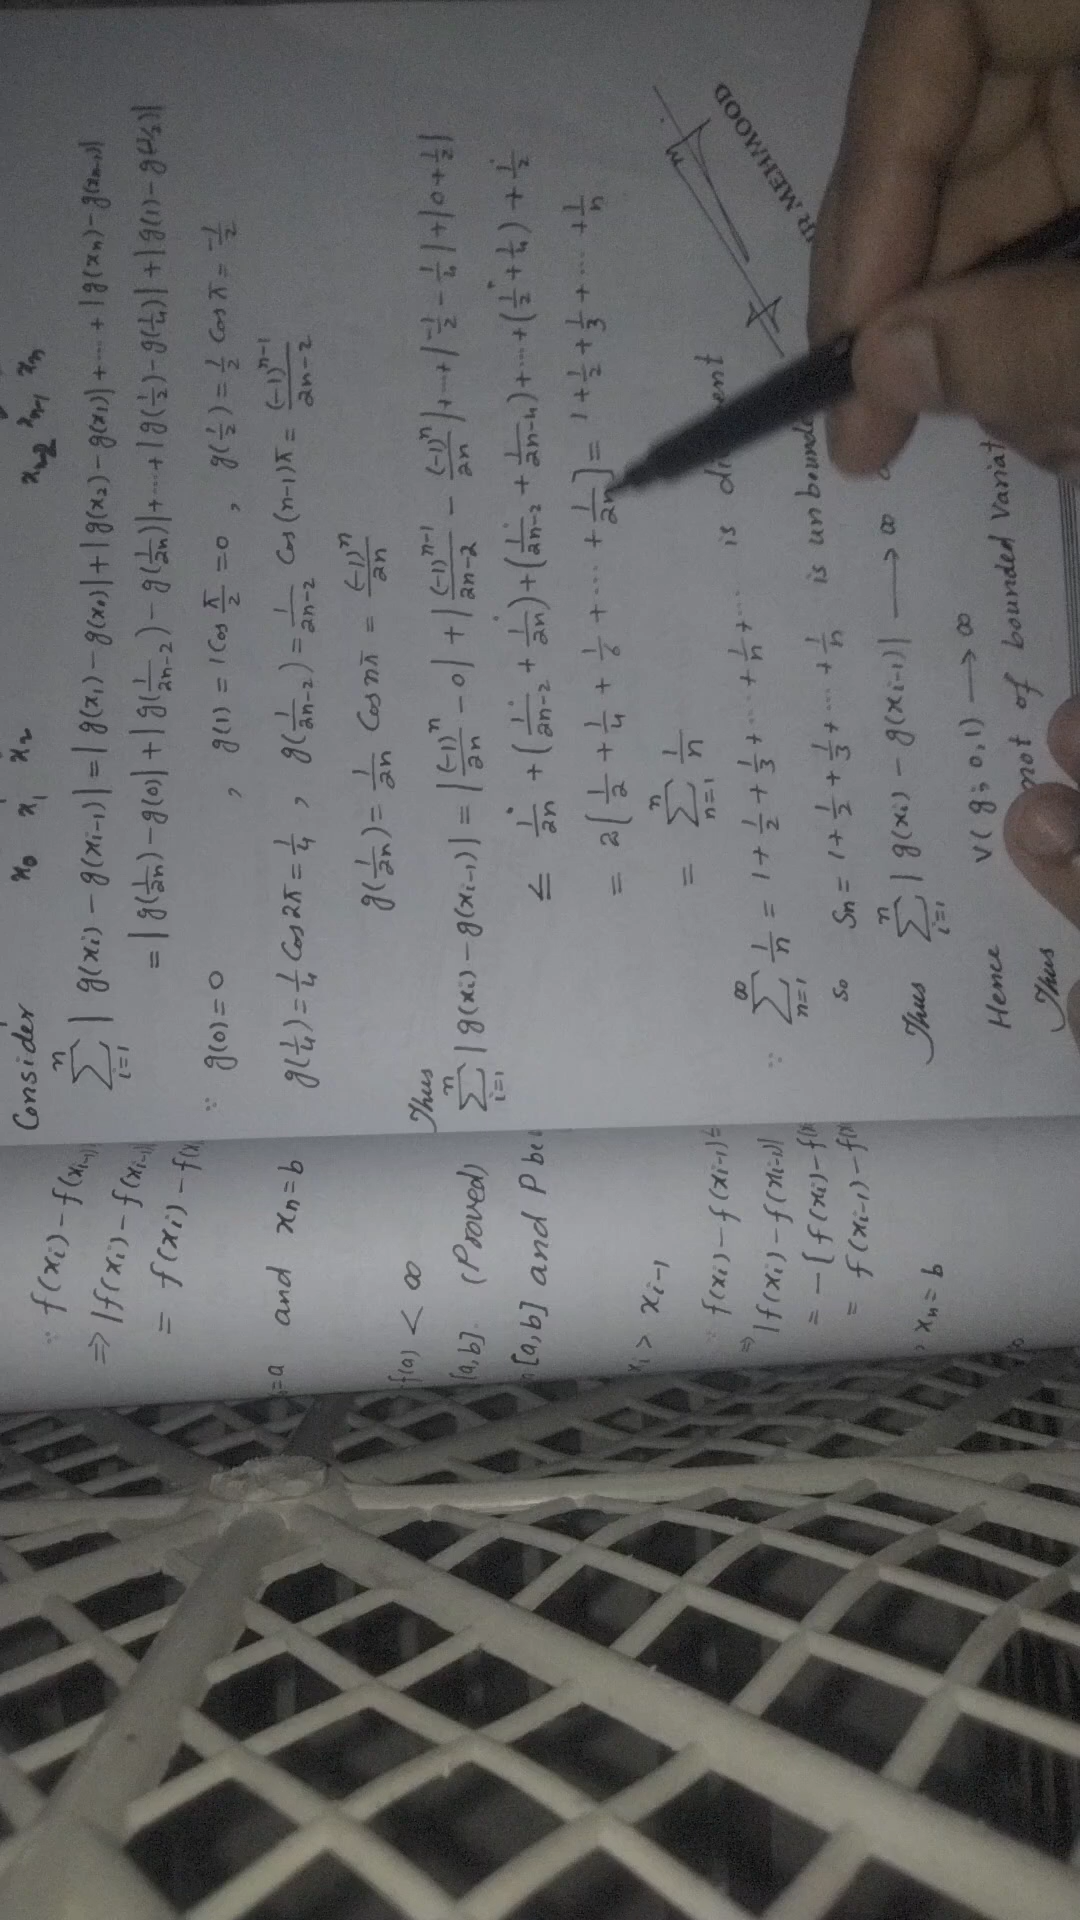 ∵ f(xi) − f(xi-1)
⇒ |f(xi) − f(xi-1)|
= f(xi) − f(x
=a and xn = b
f(a) < ∞
[a,b]. (Proved)
[a,b] and P be
xi > xi−1
∵ f(xi) − f(xi-1) ≤
⇒ |f(xi) − f(xi-1)|
= −[f(xi) − f(x
= f(xi-1) − f(x
, xn = b
Consider x0 x1 x2 xn-2 xn-1 xn
n∑i=1 |g(xi) − g(xi-1)| = |g(x1) − g(x0)| + |g(x2) − g(x1)| + ... + |g(xn) − g(xn-1)|
= |g(1/2n) − g(0)| + |g(1/2n-2) − g(1/2n)| + ... + |g(1/2) − g(1/4)| + |g(1) − g(1/2)|
∵ g(0) = 0 , g(1) = 1 Cos π/2 = 0 , g(1/2) = 1/2 Cos π = -1/2
g(1/4) = 1/4 Cos 2π = 1/4 , g(1/2n-2) = 1/2n-2 Cos (n-1)π = (-1)^n-1/2n-2
g(1/2n) = 1/2n Cos nπ = (-1)^n/2n
Thus
n∑i=1 |g(xi) − g(xi-1)| = |(-1)^n/2n − 0| + |(-1)^n-1/2n-2 − (-1)^n/2n| + ... + |-1/2 − 1/4| + |0 + 1/2|
≤ 1/2n + (1/2n-2 + 1/2n) + (1/2n-2 + 1/2n-4) + ... + (1/2 + 1/4) + 1/2
= 2[1/2 + 1/4 + 1/6 + ... + 1/2n] = 1 + 1/2 + 1/3 + ... + 1/n
= n∑n=1 1/n
∵ ∞∑n=1 1/n = 1 + 1/2 + 1/3 + ... + 1/n + ... is
So Sn = 1 + 1/2 + 1/3 + ... + 1/n is unbounde
Thus n∑i=1 |g(xi) − g(xi-1)| → ∞
Hence V(g; 0, 1) → ∞
Thus not of bounded Variat
MEHMOOD